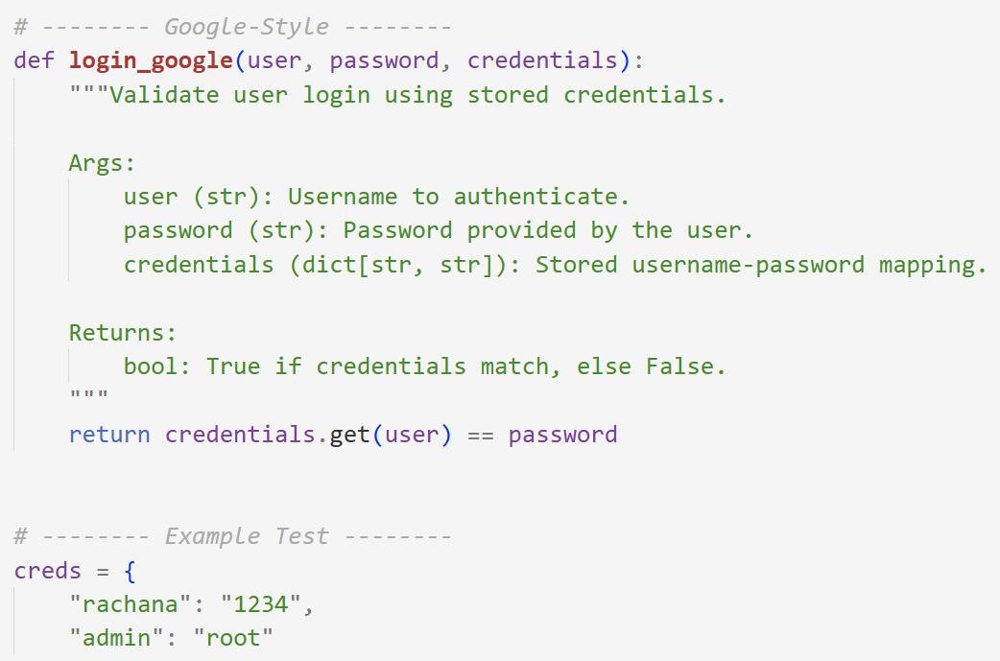 # -------- Google-Style --------
def login_google(user, password, credentials):
    """Validate user login using stored credentials.

    Args:
        user (str): Username to authenticate.
        password (str): Password provided by the user.
        credentials (dict[str, str]): Stored username-password mapping.

    Returns:
        bool: True if credentials match, else False.
    """
    return credentials.get(user) == password


# -------- Example Test --------
creds = {
    "rachana": "1234",
    "admin": "root"